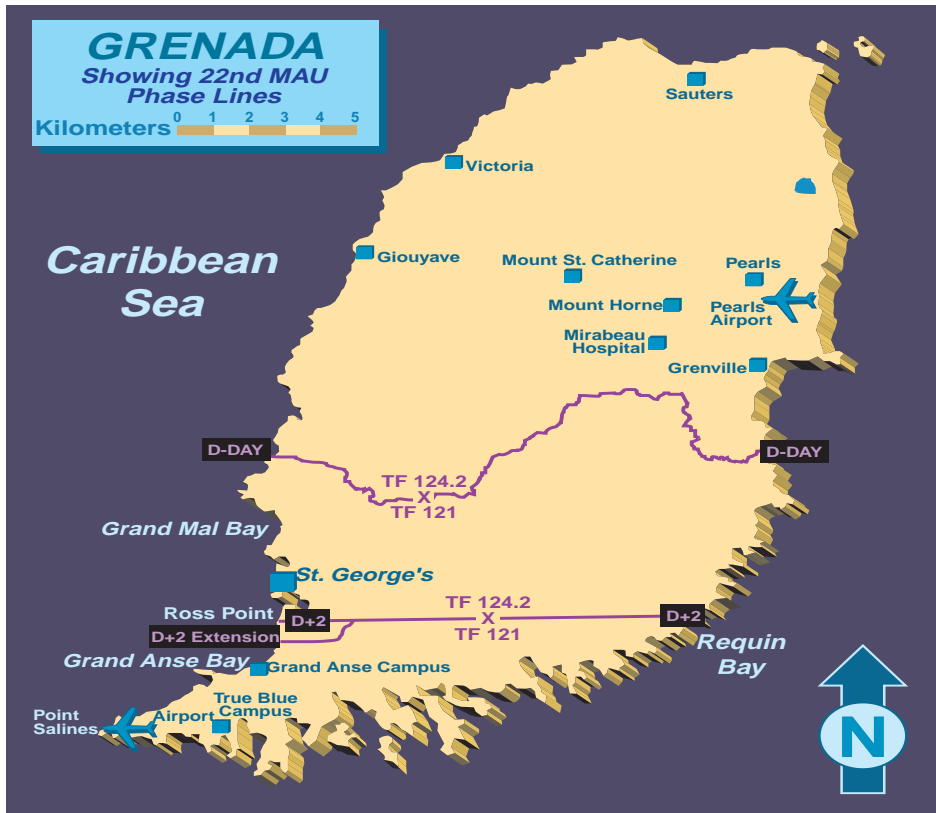 GRENADA
Showing 22nd MAU
Phase Lines
0 1 2 3 4 5
Kilometers
Sauters
Victoria
Caribbean
Sea
Giouyave
Mount St. Catherine
Pearls
Mount Horne
Pearls
Airport
Mirabeau
Hospital
Grenville
D-DAY
D-DAY
TF 124.2
X
TF 121
Grand Mal Bay
St. George's
Ross Point
D+2
TF 124.2
X
TF 121
D+2
D+2 Extension
Requin
Bay
Grand Anse Bay
Grand Anse Campus
True Blue
Campus
Airport
Point
Salines
N